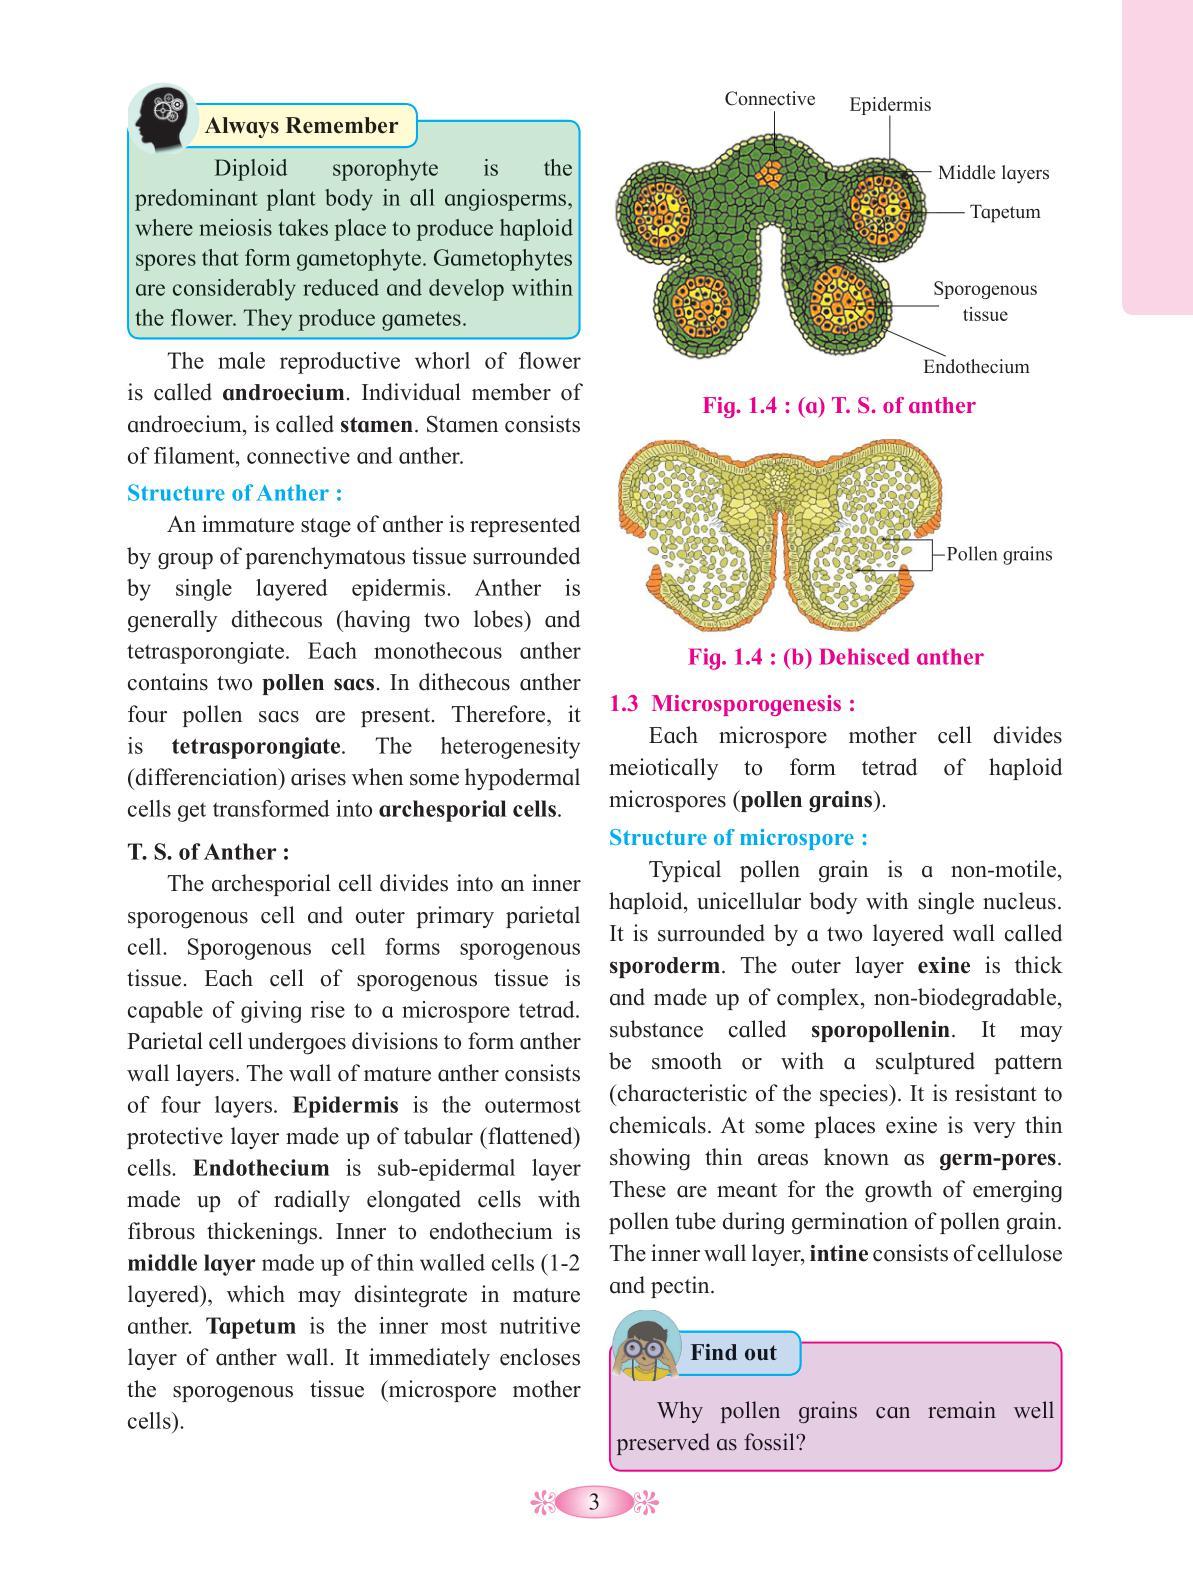 Always Remember
Diploid sporophyte is the
predominant plant body in all angiosperms,
where meiosis takes place to produce haploid
spores that form gametophyte. Gametophytes
are considerably reduced and develop within
the flower. They produce gametes.
The male reproductive whorl of flower
is called androecium. Individual member of
androecium, is called stamen. Stamen consists
of filament, connective and anther.
Structure of Anther :
An immature stage of anther is represented
by group of parenchymatous tissue surrounded
by single layered epidermis. Anther is
generally dithecous (having two lobes) and
tetrasporongiate. Each monothecous anther
contains two pollen sacs. In dithecous anther
four pollen sacs are present. Therefore, it
is tetrasporongiate. The heterogenesity
(differenciation) arises when some hypodermal
cells get transformed into archesporial cells.
T. S. of Anther :
The archesporial cell divides into an inner
sporogenous cell and outer primary parietal
cell. Sporogenous cell forms sporogenous
tissue. Each cell of sporogenous tissue is
capable of giving rise to a microspore tetrad.
Parietal cell undergoes divisions to form anther
wall layers. The wall of mature anther consists
of four layers. Epidermis is the outermost
protective layer made up of tabular (flattened)
cells. Endothecium is sub-epidermal layer
made up of radially elongated cells with
fibrous thickenings. Inner to endothecium is
middle layer made up of thin walled cells (1-2
layered), which may disintegrate in mature
anther. Tapetum is the inner most nutritive
layer of anther wall. It immediately encloses
the sporogenous tissue (microspore mother
cells).
Connective
Epidermis
Middle layers
Tapetum
Sporogenous
tissue
Endothecium
Fig. 1.4 : (a) T. S. of anther
Pollen grains
Fig. 1.4 : (b) Dehisced anther
1.3 Microsporogenesis :
Each microspore mother cell divides
meiotically to form tetrad of haploid
microspores (pollen grains).
Structure of microspore :
Typical pollen grain is a non-motile,
haploid, unicellular body with single nucleus.
It is surrounded by a two layered wall called
sporoderm. The outer layer exine is thick
and made up of complex, non-biodegradable,
substance called sporopollenin. It may
be smooth or with a sculptured pattern
(characteristic of the species). It is resistant to
chemicals. At some places exine is very thin
showing thin areas known as germ-pores.
These are meant for the growth of emerging
pollen tube during germination of pollen grain.
The inner wall layer, intine consists of cellulose
and pectin.
Find out
Why pollen grains can remain well
preserved as fossil?
3